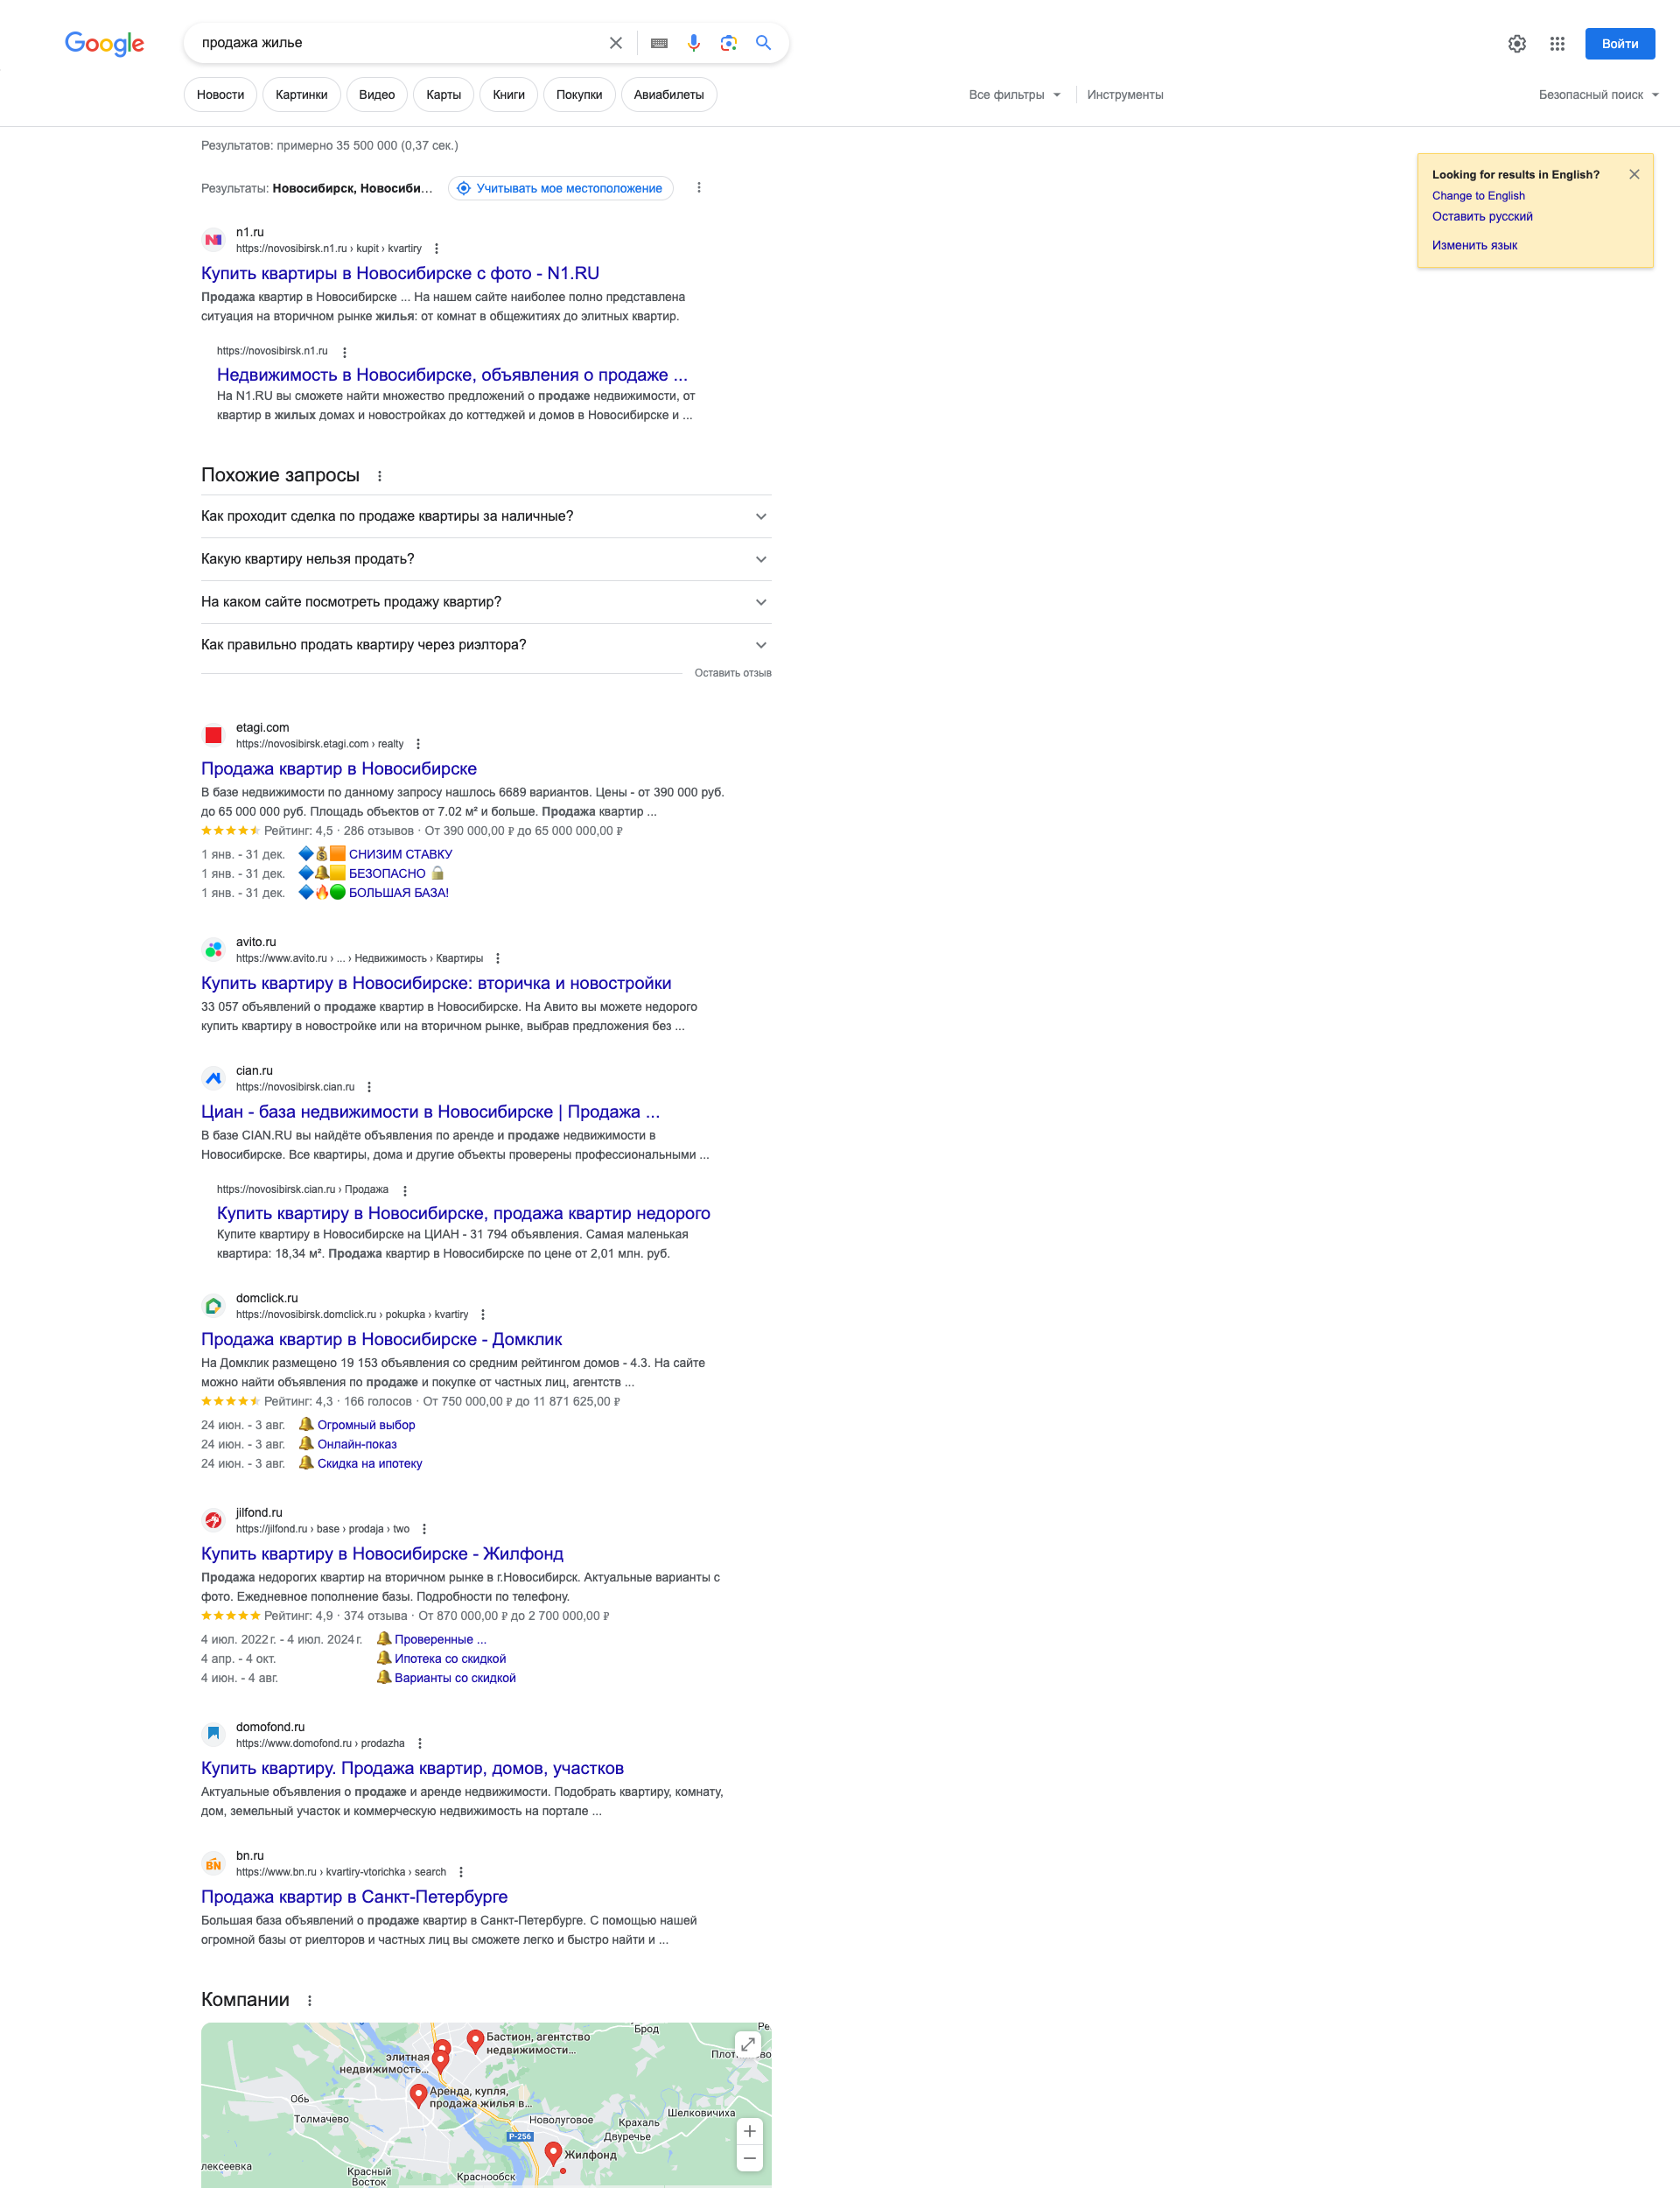 Google
продажа жилье
Войти
Новости
Картинки
Видео
Карты
Книги
Покупки
Авиабилеты
Все фильтры
Инструменты
Безопасный поиск
Результатов: примерно 35 500 000 (0,37 сек.)
Результаты: Новосибирск, Новосиби...
Учитывать мое местоположение
Looking for results in English?
Change to English
Оставить русский
Изменить язык
n1.ru
https://novosibirsk.n1.ru › kupit › kvartiry
Купить квартиры в Новосибирске с фото - N1.RU
Продажа квартир в Новосибирске ... На нашем сайте наиболее полно представлена
ситуация на вторичном рынке жилья: от комнат в общежитиях до элитных квартир.
https://novosibirsk.n1.ru
Недвижимость в Новосибирске, объявления о продаже ...
На N1.RU вы сможете найти множество предложений о продаже недвижимости, от
квартир в жилых домах и новостройках до коттеджей и домов в Новосибирске и ...
Похожие запросы
Как проходит сделка по продаже квартиры за наличные?
Какую квартиру нельзя продать?
На каком сайте посмотреть продажу квартир?
Как правильно продать квартиру через риэлтора?
Оставить отзыв
etagi.com
https://novosibirsk.etagi.com › realty
Продажа квартир в Новосибирске
В базе недвижимости по данному запросу нашлось 6689 вариантов. Цены - от 390 000 руб.
до 65 000 000 руб. Площадь объектов от 7.02 м² и больше. Продажа квартир ...
Рейтинг: 4,5 · 286 отзывов · От 390 000,00 ₽ до 65 000 000,00 ₽
1 янв. - 31 дек. 🔷💰🟧 СНИЗИМ СТАВКУ
1 янв. - 31 дек. 🔷🔔🟨 БЕЗОПАСНО 🔒
1 янв. - 31 дек. 🔷🔥🟢 БОЛЬШАЯ БАЗА!
avito.ru
https://www.avito.ru › ... › Недвижимость › Квартиры
Купить квартиру в Новосибирске: вторичка и новостройки
33 057 объявлений о продаже квартир в Новосибирске. На Авито вы можете недорого
купить квартиру в новостройке или на вторичном рынке, выбрав предложения без ...
cian.ru
https://novosibirsk.cian.ru
Циан - база недвижимости в Новосибирске | Продажа ...
В базе CIAN.RU вы найдёте объявления по аренде и продаже недвижимости в
Новосибирске. Все квартиры, дома и другие объекты проверены профессиональными ...
https://novosibirsk.cian.ru › Продажа
Купить квартиру в Новосибирске, продажа квартир недорого
Купите квартиру в Новосибирске на ЦИАН - 31 794 объявления. Самая маленькая
квартира: 18,34 м². Продажа квартир в Новосибирске по цене от 2,01 млн. руб.
domclick.ru
https://novosibirsk.domclick.ru › pokupka › kvartiry
Продажа квартир в Новосибирске - Домклик
На Домклик размещено 19 153 объявления со средним рейтингом домов - 4.3. На сайте
можно найти объявления по продаже и покупке от частных лиц, агентств ...
Рейтинг: 4,3 · 166 голосов · От 750 000,00 ₽ до 11 871 625,00 ₽
24 июн. - 3 авг. 🔔 Огромный выбор
24 июн. - 3 авг. 🔔 Онлайн-показ
24 июн. - 3 авг. 🔔 Скидка на ипотеку
jilfond.ru
https://jilfond.ru › base › prodaja › two
Купить квартиру в Новосибирске - Жилфонд
Продажа недорогих квартир на вторичном рынке в г.Новосибирск. Актуальные варианты с
фото. Ежедневное пополнение базы. Подробности по телефону.
Рейтинг: 4,9 · 374 отзыва · От 870 000,00 ₽ до 2 700 000,00 ₽
4 июл. 2022 г. - 4 июл. 2024 г. 🔔 Проверенные ...
4 апр. - 4 окт. 🔔 Ипотека со скидкой
4 июн. - 4 авг. 🔔 Варианты со скидкой
domofond.ru
https://www.domofond.ru › prodazha
Купить квартиру. Продажа квартир, домов, участков
Актуальные объявления о продаже и аренде недвижимости. Подобрать квартиру, комнату,
дом, земельный участок и коммерческую недвижимость на портале ...
BN
bn.ru
https://www.bn.ru › kvartiry-vtorichka › search
Продажа квартир в Санкт-Петербурге
Большая база объявлений о продаже квартир в Санкт-Петербурге. С помощью нашей
огромной базы от риелторов и частных лиц вы сможете легко и быстро найти и ...
Компании
Брод
Ре
Бастион, агентство
недвижимости...
Плот
во
элитная
недвижимость...
Аренда, купля,
продажа жилья в...
Обь
Толмачево
Новолуговое
Крахаль
Шелковичиха
Двуречье
Р-256
Жилфонд
лексеевка
Красный
Восток
Краснообск